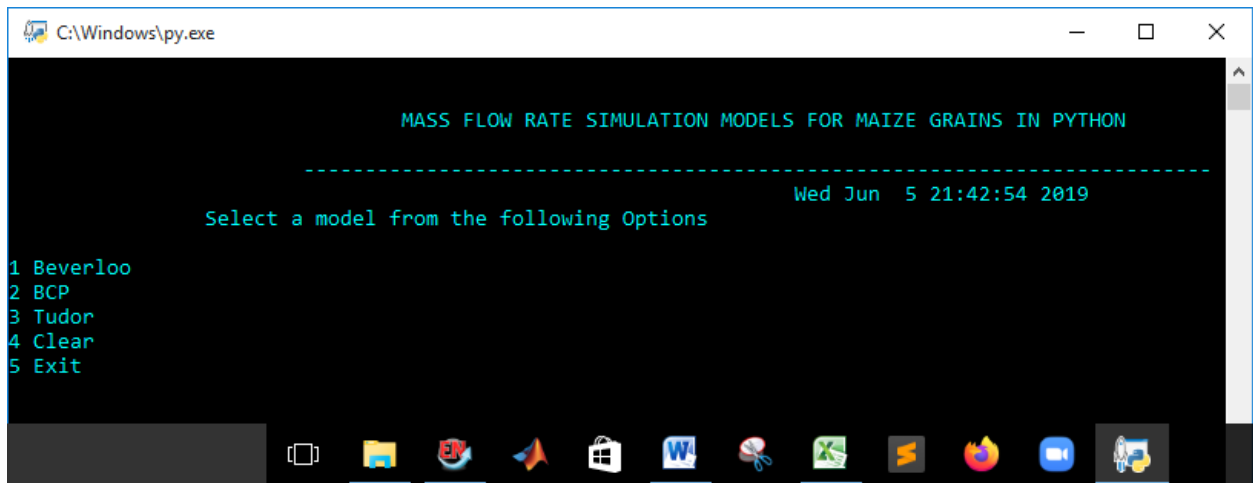 C:\Windows\py.exe
MASS FLOW RATE SIMULATION MODELS FOR MAIZE GRAINS IN PYTHON
---------------------------------------------------------------------------
Wed Jun  5 21:42:54 2019
Select a model from the following Options
1 Beverloo
2 BCP
3 Tudor
4 Clear
5 Exit
EN W X S